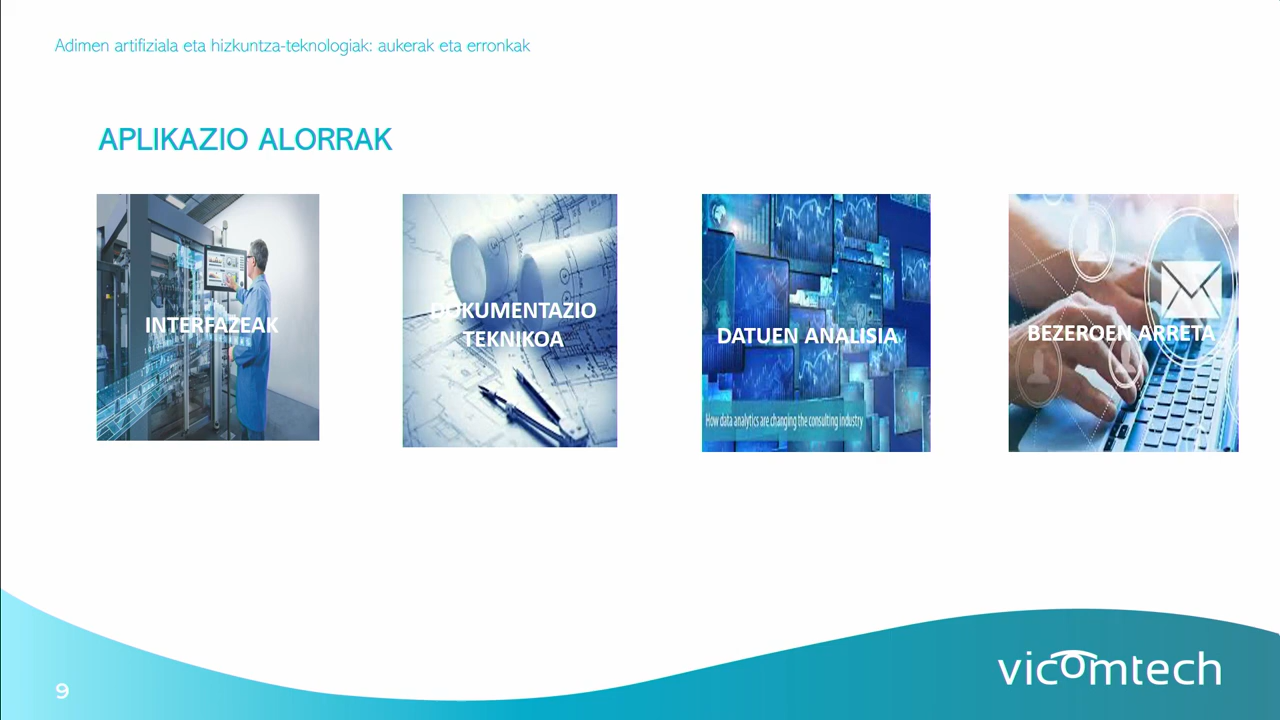 Adimen artifiziala eta hizkuntza-teknologiak: aukerak eta erronkak
APLIKAZIO ALORRAK
INTERFAZEAK
DOKUMENTAZIO
TEKNIKOA
DATUEN ANALISIA
How data analytics are changing the consulting industry
BEZEROEN ARRETA
9
vicomtech